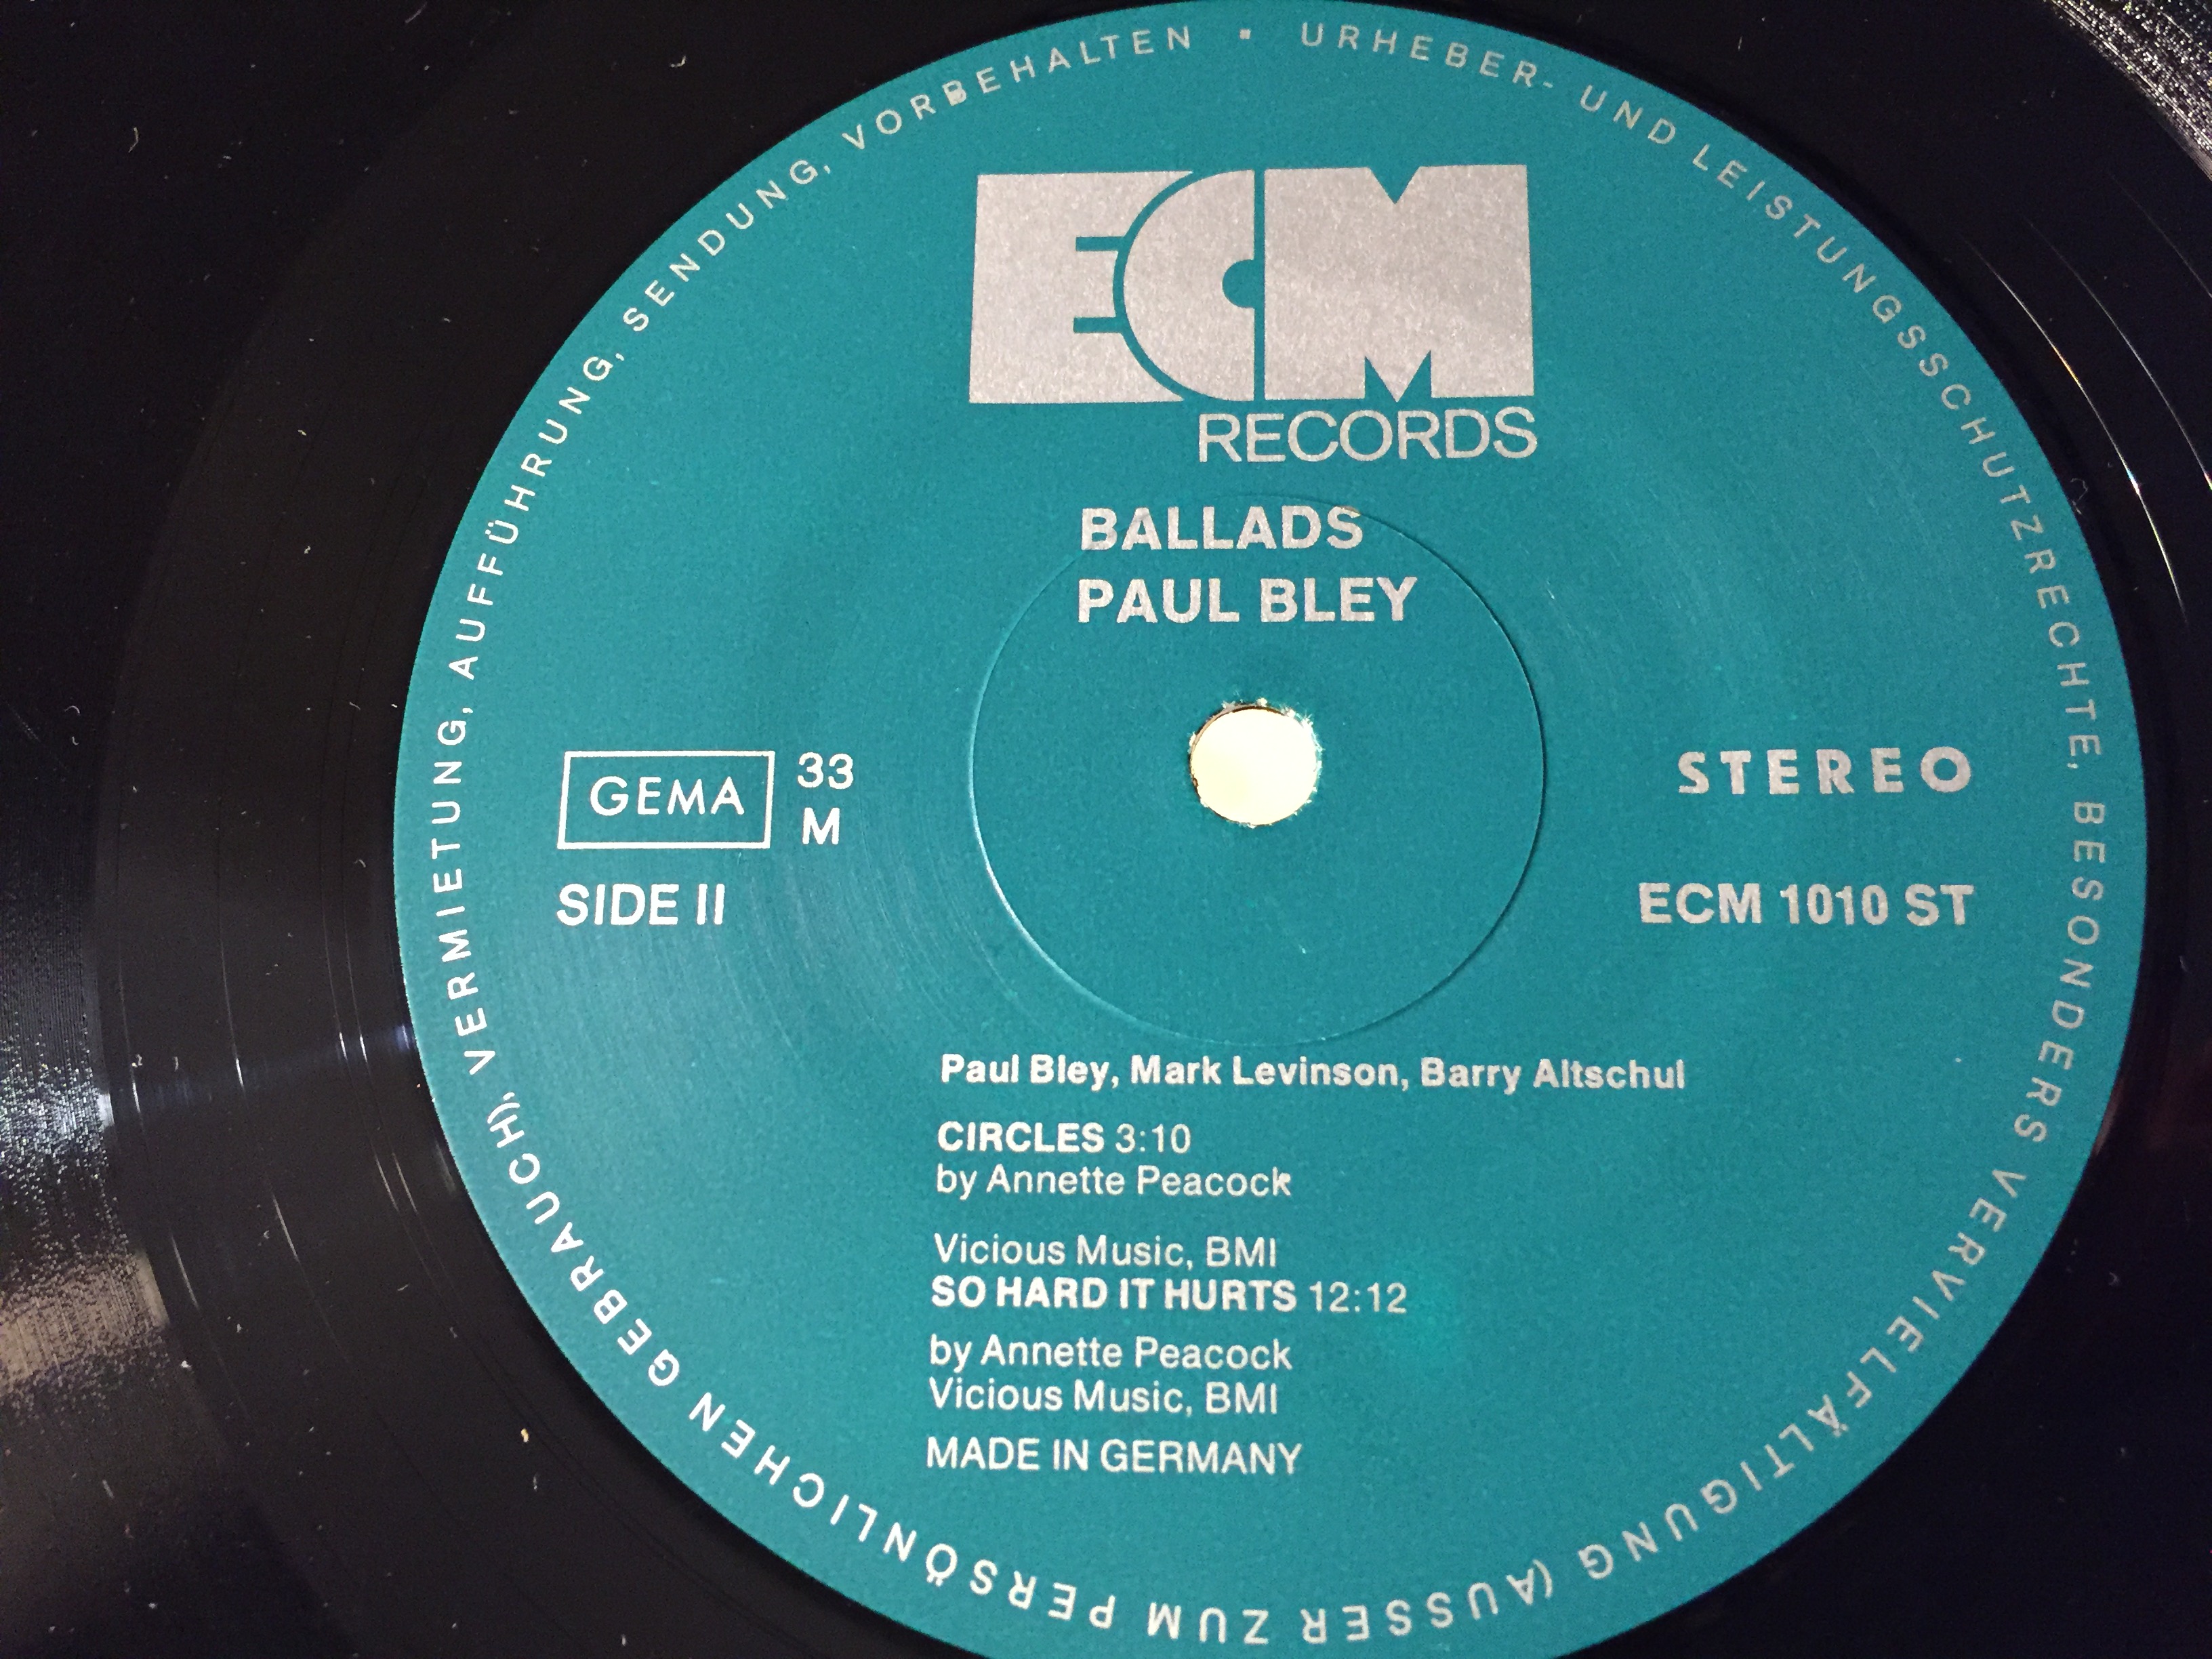 URHEBER- UND LEISTUNGSSCHUTZRECHTE, BESONDERS VERVIELFÄLTIGUNG (AUSSER ZUM PERSÖNLICHEN GEBRAUCH), VERMIETUNG, AUFFÜHRUNG, SENDUNG, VORBEHALTEN ▪
ECM
RECORDS
BALLADS
PAUL BLEY
GEMA
33
M
STEREO
SIDE II
ECM 1010 ST
Paul Bley, Mark Levinson, Barry Altschul
CIRCLES 3:10
by Annette Peacock
Vicious Music, BMI
SO HARD IT HURTS 12:12
by Annette Peacock
Vicious Music, BMI
MADE IN GERMANY